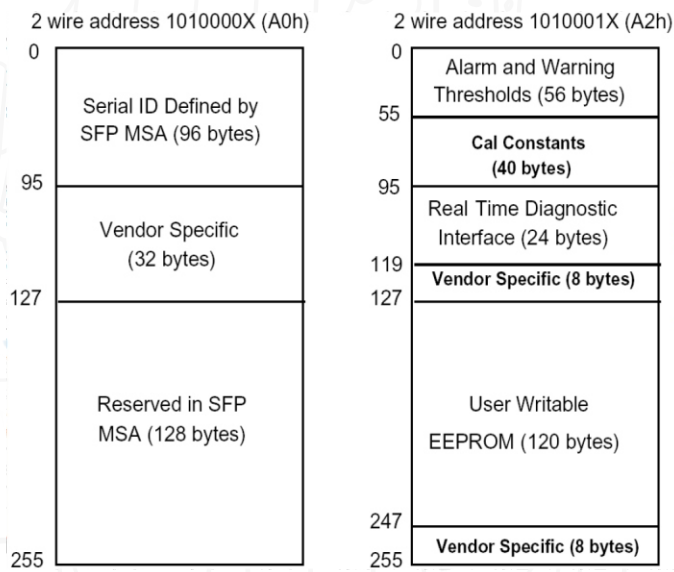 2 wire address 1010000X (A0h)
0
Serial ID Defined by
SFP MSA (96 bytes)
95
Vendor Specific
(32 bytes)
127
Reserved in SFP
MSA (128 bytes)
255
2 wire address 1010001X (A2h)
0
Alarm and Warning
Thresholds (56 bytes)
55
Cal Constants
(40 bytes)
95
Real Time Diagnostic
Interface (24 bytes)
119
Vendor Specific (8 bytes)
127
User Writable
EEPROM (120 bytes)
247
Vendor Specific (8 bytes)
255